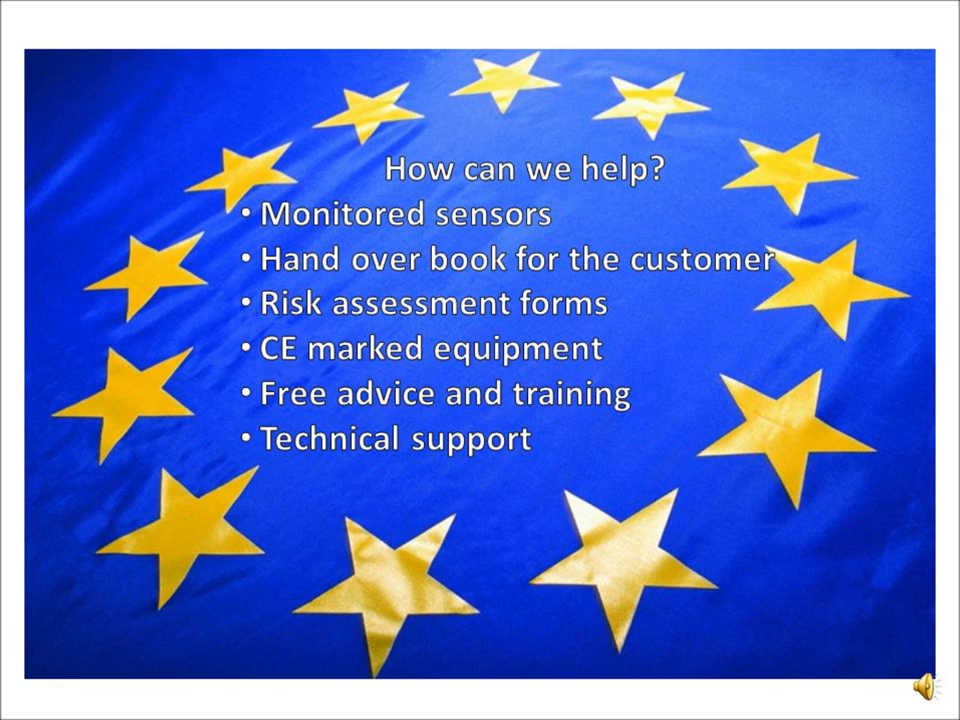 How can we help?
• Monitored sensors
• Hand over book for the customer
• Risk assessment forms
• CE marked equipment
• Free advice and training
• Technical support